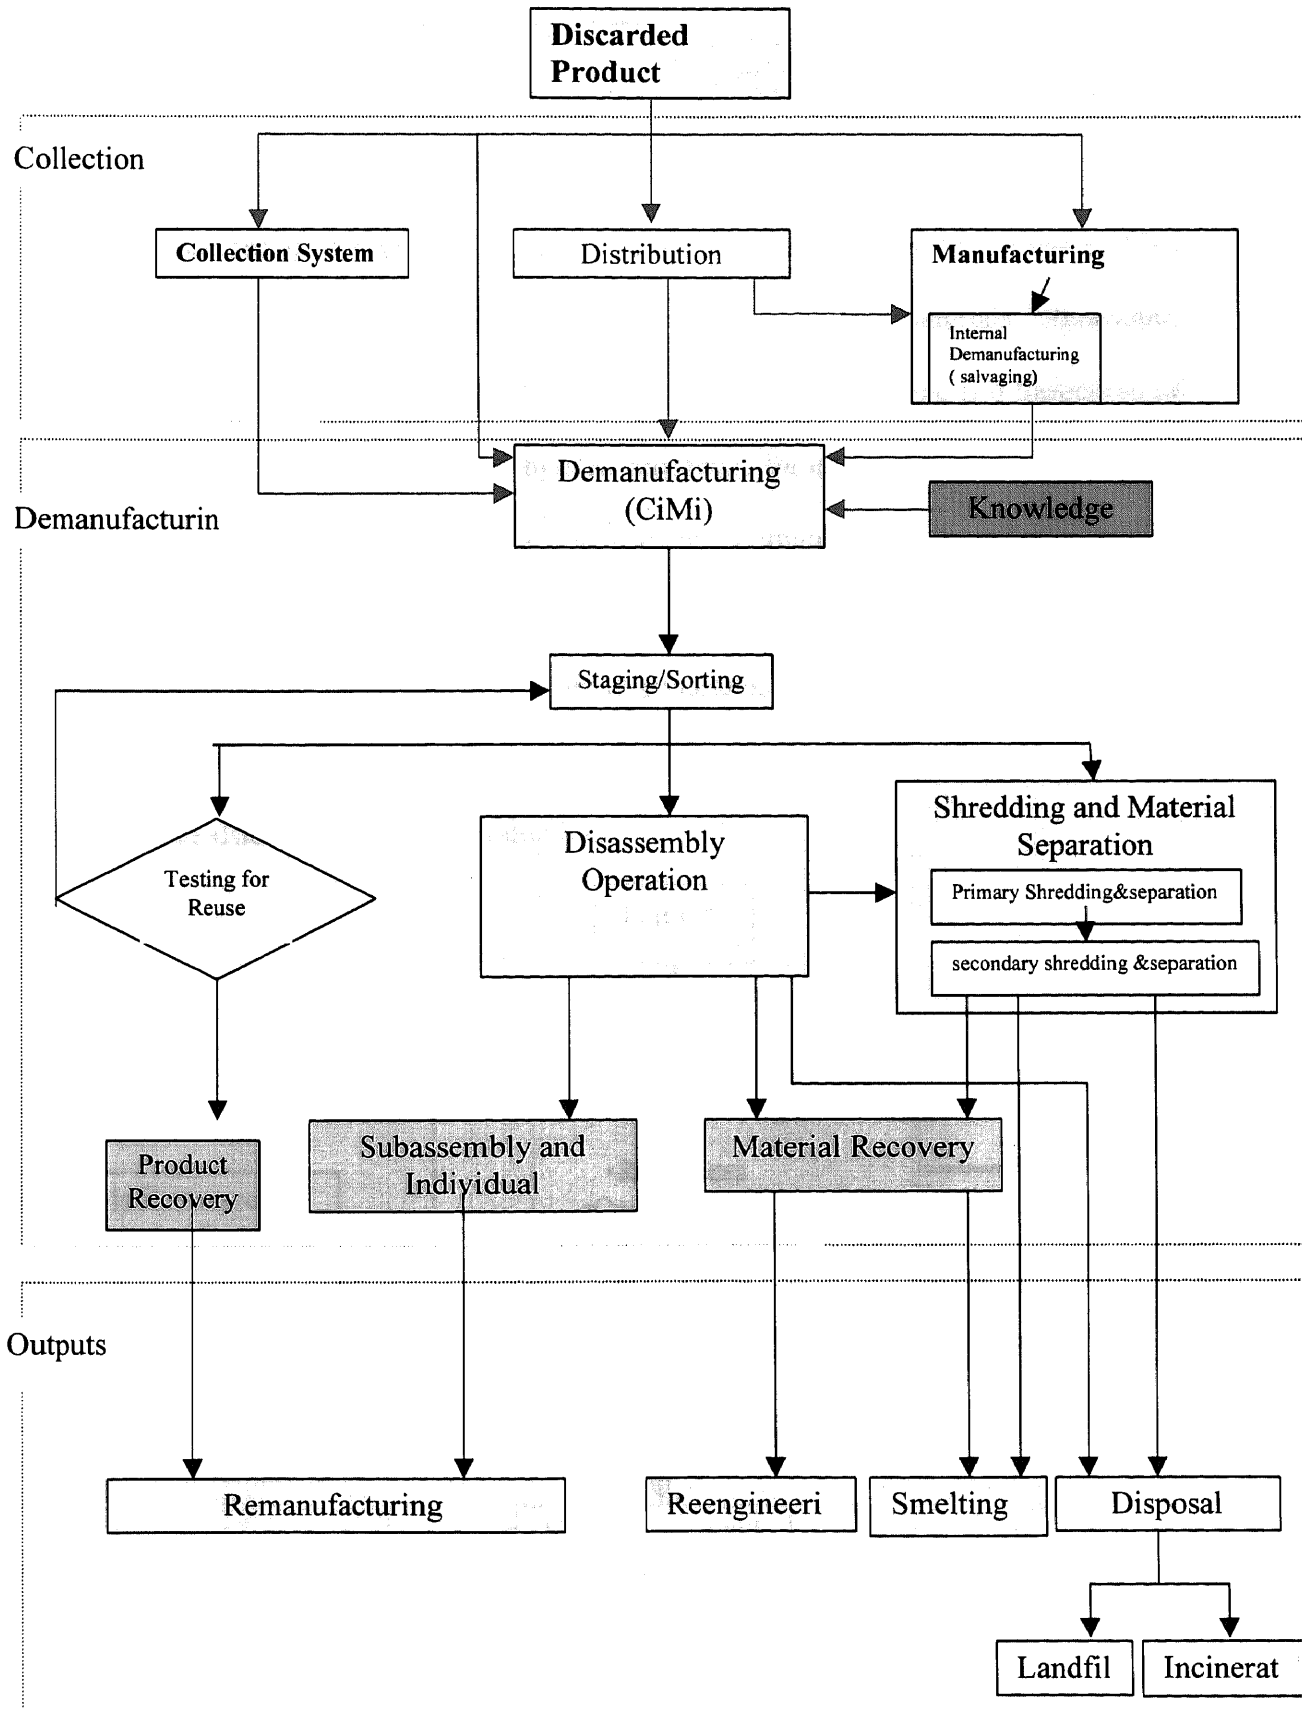 Discarded
Product
Collection
Collection System
Distribution
Manufacturing
Internal
Demanufacturing
( salvaging)
Demanufacturin
Demanufacturing
(CiMi)
Knowledge
Staging/Sorting
Testing for
Reuse
Disassembly
Operation
Shredding and Material
Separation
Primary Shredding&separation
secondary shredding &separation
Product
Recovery
Subassembly and
Individual
Material Recovery
Outputs
Remanufacturing
Reengineeri
Smelting
Disposal
Landfil
Incinerat